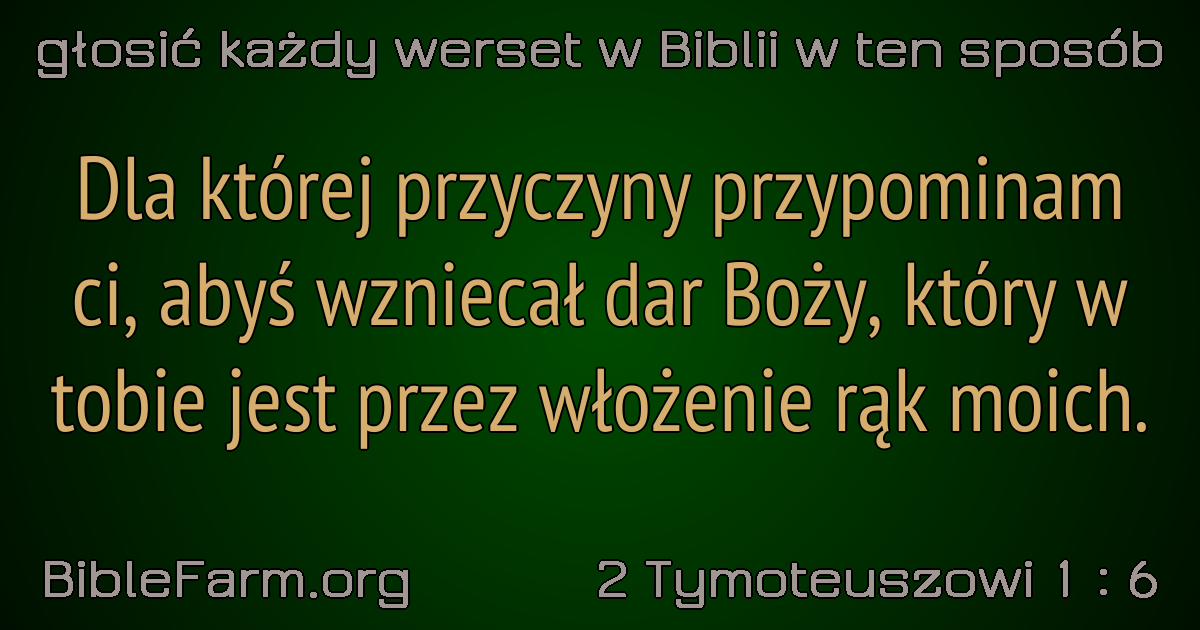 głosić każdy werset w Biblii w ten sposób
Dla której przyczyny przypominam
ci, abyś wzniecał dar Boży, który w
tobie jest przez włożenie rąk moich.
BibleFarm.org
2 Tymoteuszowi 1 : 6